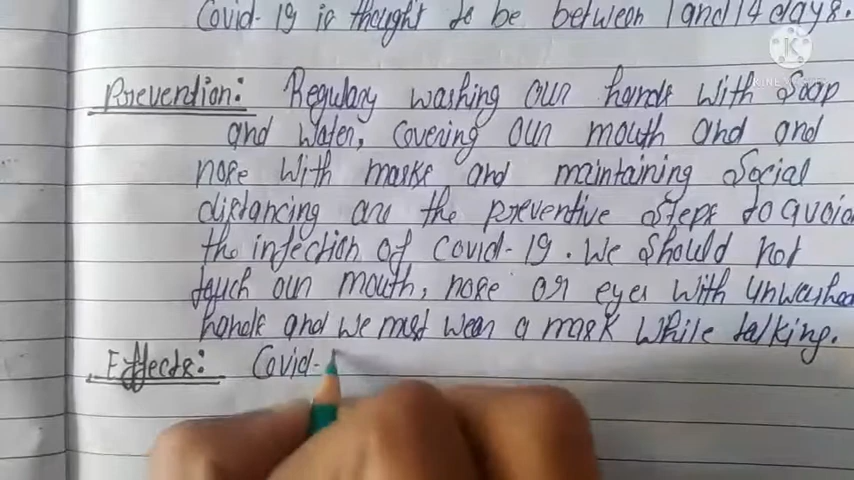 Covid-19 is thought to be between 1 and 14 days.
Prevention: Regulary washing our hands with Soap
and water, covering our mouth and and
nose with masks and maintaining Social
distancing are the preventive Steps to avoid
the infection of Covid-19. We should not
touch our mouth, nose or eyes with unwashed
hands and we must wear a mask while talking.
Effects: Covid-
KINEMASTER